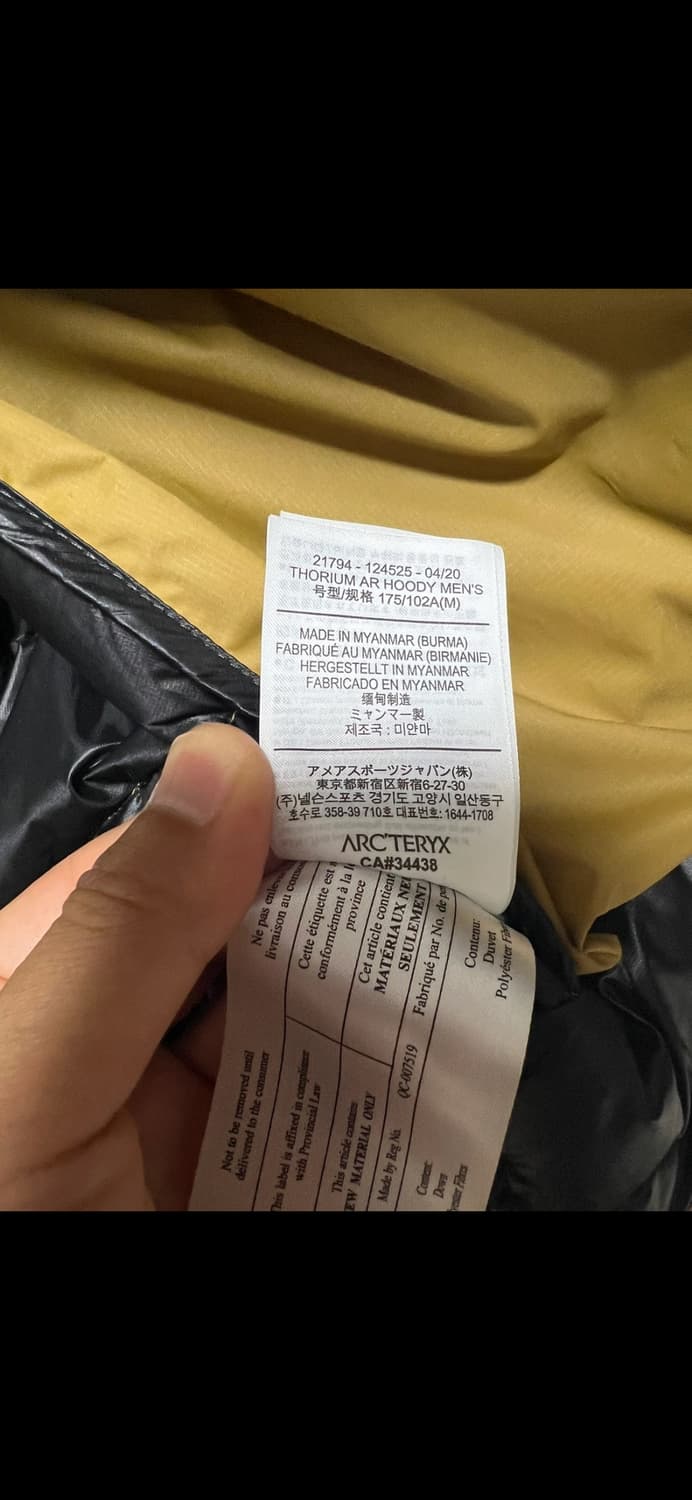 21794 - 124525 - 04/20
THORIUM AR HOODY MEN'S
号型/规格 175/102A(M)
MADE IN MYANMAR (BURMA)
FABRIQUÉ AU MYANMAR (BIRMANIE)
HERGESTELLT IN MYANMAR
FABRICADO EN MYANMAR
缅甸制造
ミャンマー製
제조국 : 미얀마
アメアスポーツジャパン(株)
東京都新宿区新宿6-27-30
(주)넬슨스포츠 경기도 고양시 일산동구
호수로 358-39 710호 대표번호: 1644-1708
ARC'TERYX
CA#34438
Ne pas
livraison au
Cette étiquette est
conformément à la
province
Cet article contient
MATÉRIAUX
SEULEMENT
Fabriqué par No. de
Contenu:
Duvet
Polyéster
Not to be removed until
delivered to the consumer
This label is affixed in compliance
with Provincial Law
This article contains
NEW MATERIAL ONLY
Made by Reg No. QC-007519
Content:
Down